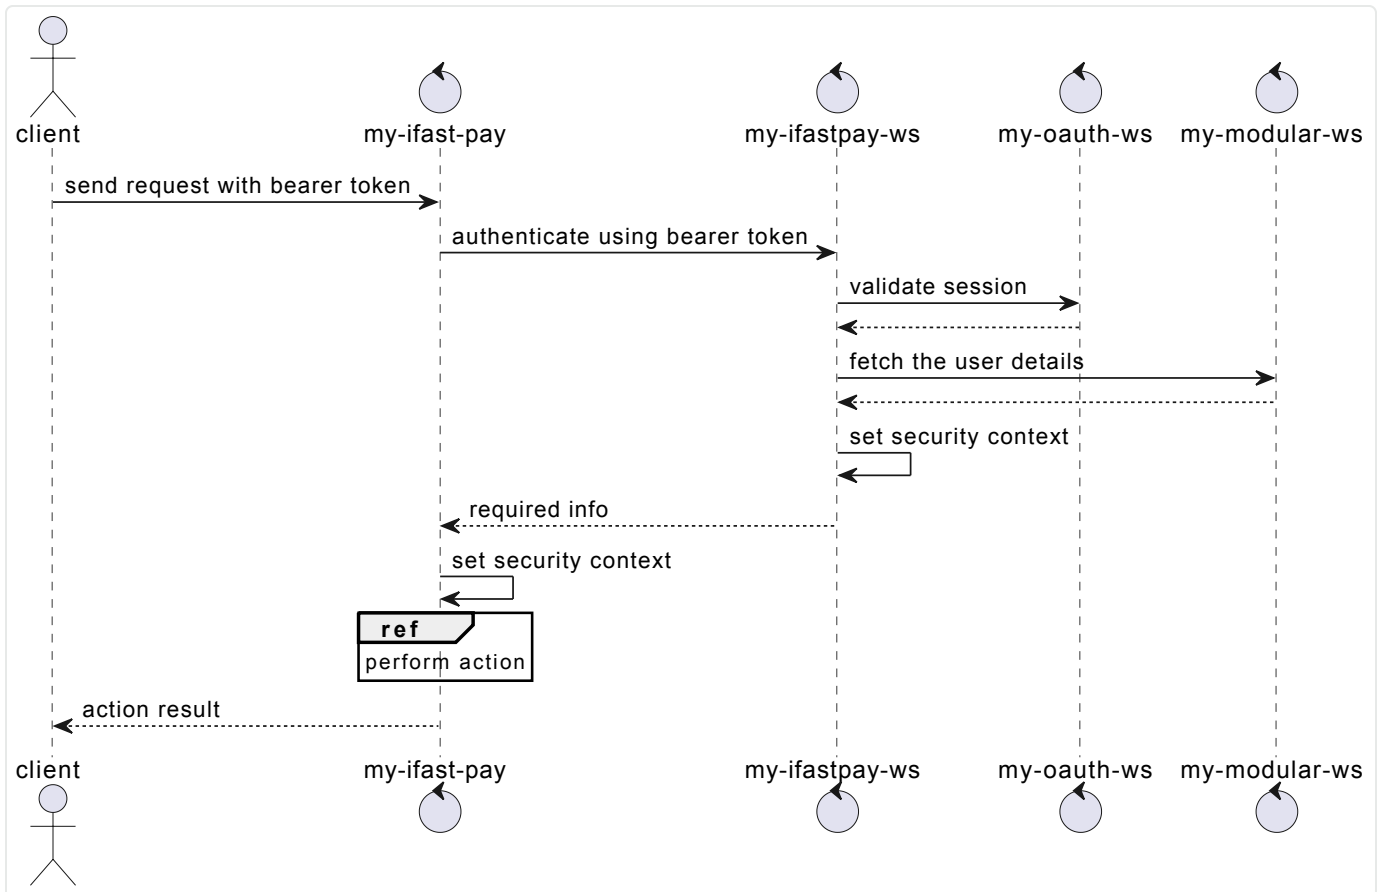 client
my-ifast-pay
my-ifastpay-ws
my-oauth-ws
my-modular-ws
send request with bearer token
authenticate using bearer token
validate session
fetch the user details
set security context
required info
set security context
ref
perform action
action result
client
my-ifast-pay
my-ifastpay-ws
my-oauth-ws
my-modular-ws